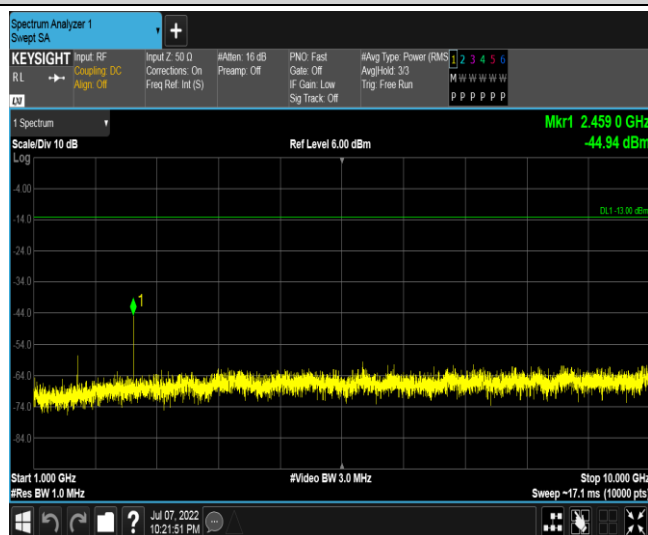 Spectrum Analyzer 1
Swept SA
+
KEYSIGHT
RL
LXI
Input: RF
Coupling: DC
Align: Off
Input Z: 50 Ω
Corrections: On
Freq Ref: Int (S)
#Atten: 16 dB
Preamp: Off
PNO: Fast
Gate: Off
IF Gain: Low
Sig Track: Off
#Avg Type: Power (RMS
Avg|Hold: 3/3
Trig: Free Run
1 2 3 4 5 6
M W W W W W
P P P P P P
1 Spectrum
Mkr1 2.459 0 GHz
Scale/Div 10 dB
Ref Level 6.00 dBm
-44.94 dBm
Log
-4.00
DL1 -13.00 dBm
-14.0
-24.0
-34.0
1
-44.0
-54.0
-64.0
-74.0
-84.0
Start 1.000 GHz
#Video BW 3.0 MHz
Stop 10.000 GHz
#Res BW 1.0 MHz
Sweep ~17.1 ms (10000 pts)
?
Jul 07, 2022
10:21:51 PM